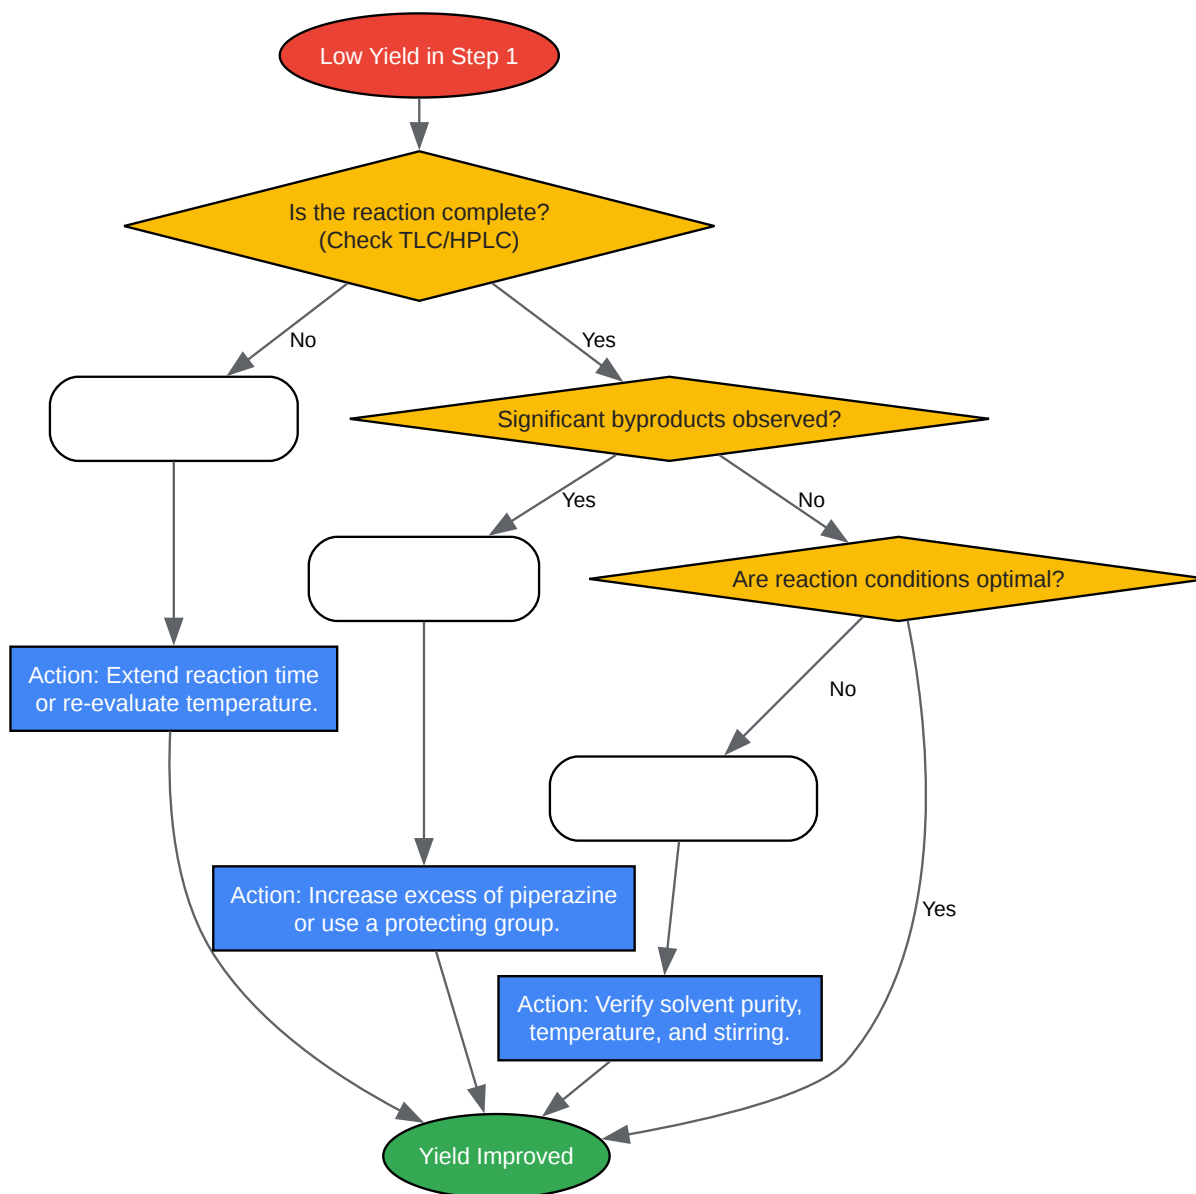 Low Yield in Step 1
Is the reaction complete?
(Check TLC/HPLC)
No
Yes
Significant byproducts observed?
Yes
No
Are reaction conditions optimal?
Action: Extend reaction time
or re-evaluate temperature.
No
Action: Increase excess of piperazine
or use a protecting group.
Yes
Action: Verify solvent purity,
temperature, and stirring.
Yield Improved